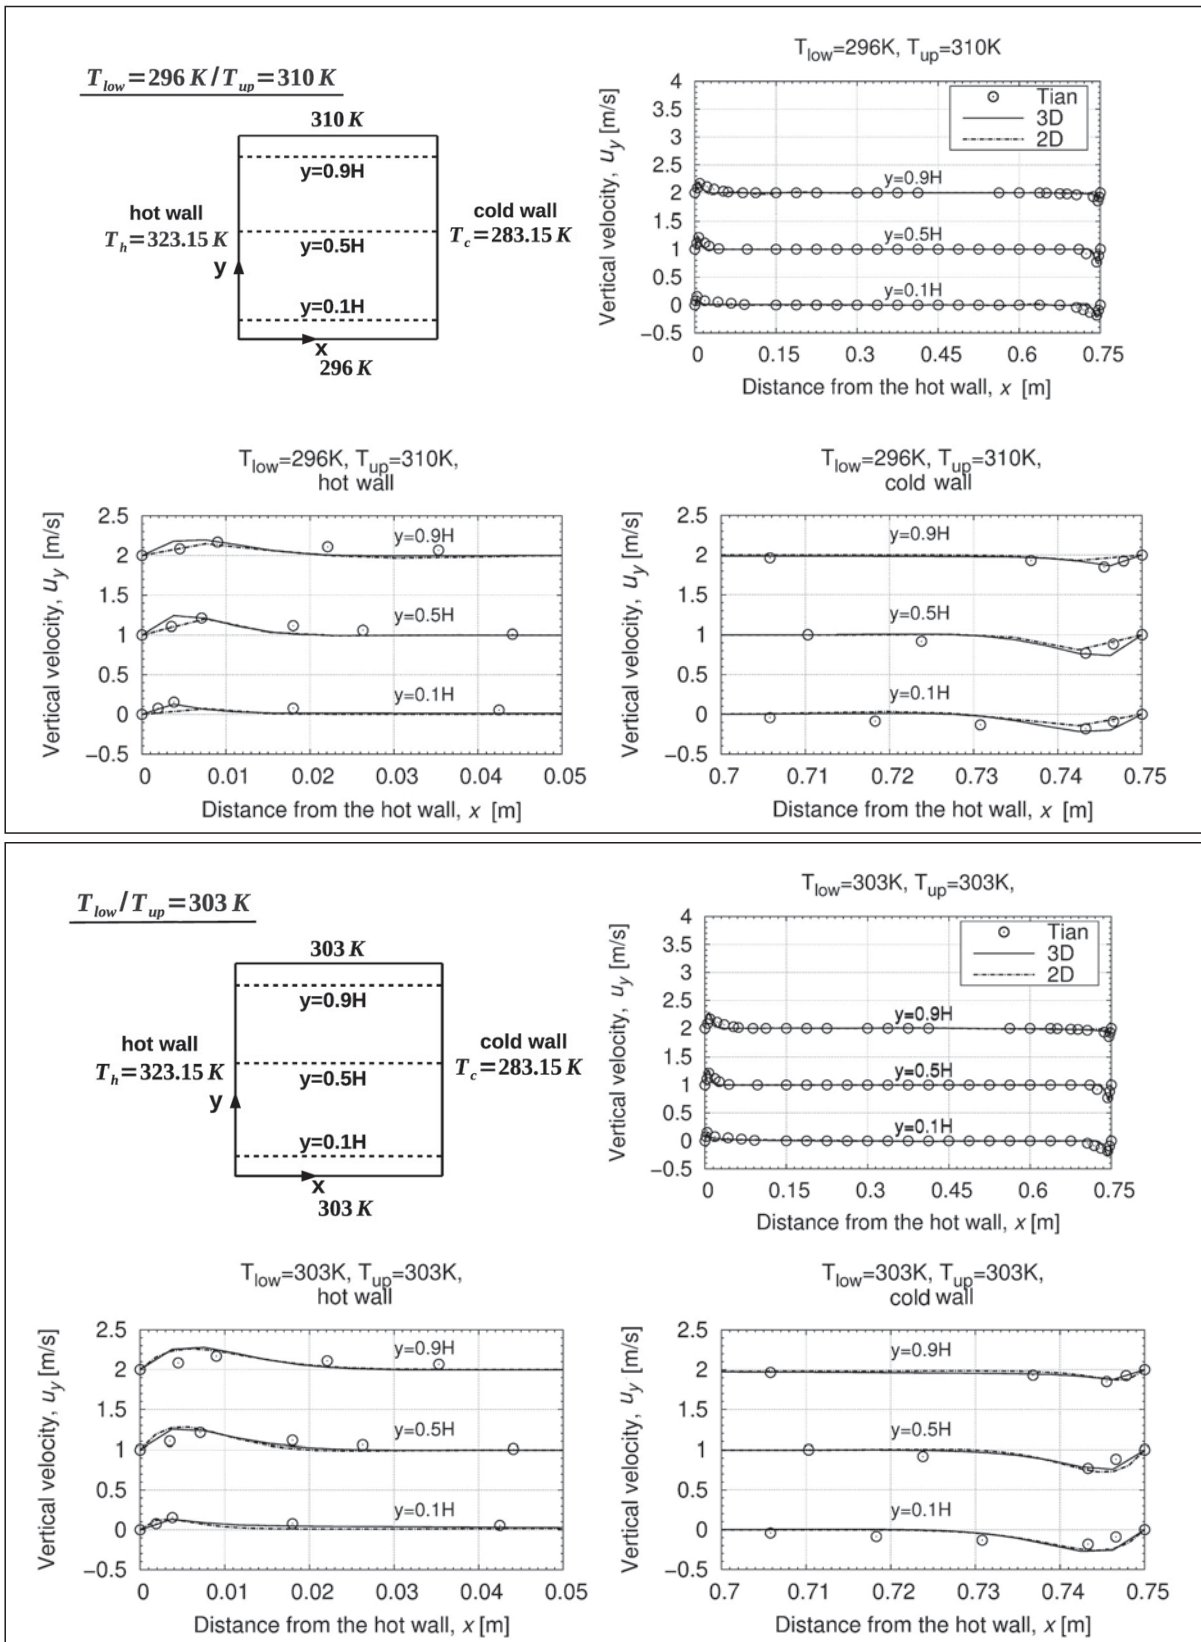 T_low=296 K/T_up=310 K
310 K
y=0.9H
hot wall
T_h=323.15 K
cold wall
T_c=283.15 K
y=0.5H
y
y=0.1H
x
296 K
T_low=296K, T_up=310K
Vertical velocity, u_y [m/s]
4
3.5
3
2.5
2
1.5
1
0.5
0
−0.5
Tian
3D
2D
y=0.9H
y=0.5H
y=0.1H
0 0.15 0.3 0.45 0.6 0.75
Distance from the hot wall, x [m]
T_low=296K, T_up=310K,
hot wall
Vertical velocity, u_y [m/s]
2.5
2
1.5
1
0.5
0
−0.5
y=0.9H
y=0.5H
y=0.1H
0 0.01 0.02 0.03 0.04 0.05
Distance from the hot wall, x [m]
T_low=296K, T_up=310K,
cold wall
Vertical velocity, u_y [m/s]
2.5
2
1.5
1
0.5
0
−0.5
y=0.9H
y=0.5H
y=0.1H
0.7 0.71 0.72 0.73 0.74 0.75
Distance from the hot wall, x [m]
T_low/T_up=303 K
303 K
y=0.9H
hot wall
T_h=323.15 K
cold wall
T_c=283.15 K
y=0.5H
y
y=0.1H
x
303 K
T_low=303K, T_up=303K,
Vertical velocity, u_y [m/s]
4
3.5
3
2.5
2
1.5
1
0.5
0
−0.5
Tian
3D
2D
y=0.9H
y=0.5H
y=0.1H
0 0.15 0.3 0.45 0.6 0.75
Distance from the hot wall, x [m]
T_low=303K, T_up=303K,
hot wall
Vertical velocity, u_y [m/s]
2.5
2
1.5
1
0.5
0
−0.5
y=0.9H
y=0.5H
y=0.1H
0 0.01 0.02 0.03 0.04 0.05
Distance from the hot wall, x [m]
T_low=303K, T_up=303K,
cold wall
Vertical velocity, u_y [m/s]
2.5
2
1.5
1
0.5
0
−0.5
y=0.9H
y=0.5H
y=0.1H
0.7 0.71 0.72 0.73 0.74 0.75
Distance from the hot wall, x [m]